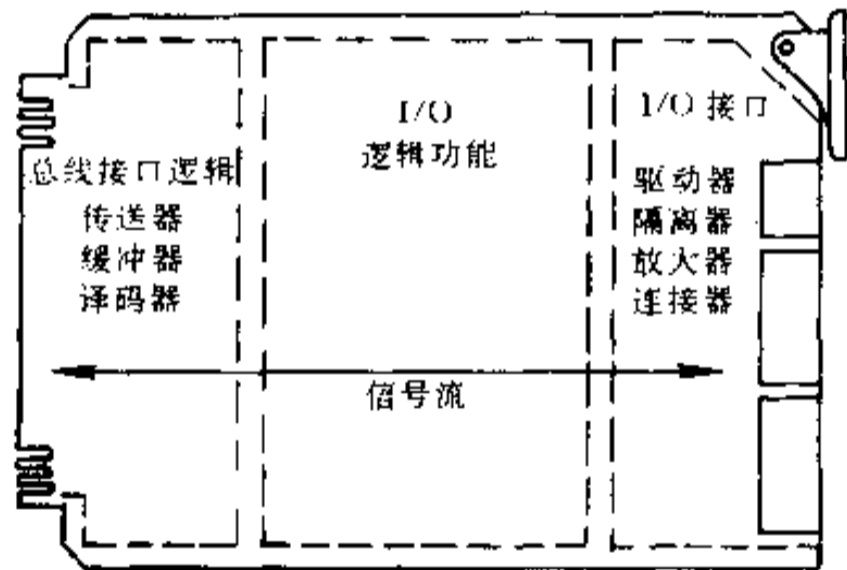 总线接口逻辑
传送器
缓冲器
译码器
I/O
逻辑功能
I/O 接口
驱动器
隔离器
放大器
连接器
信号流